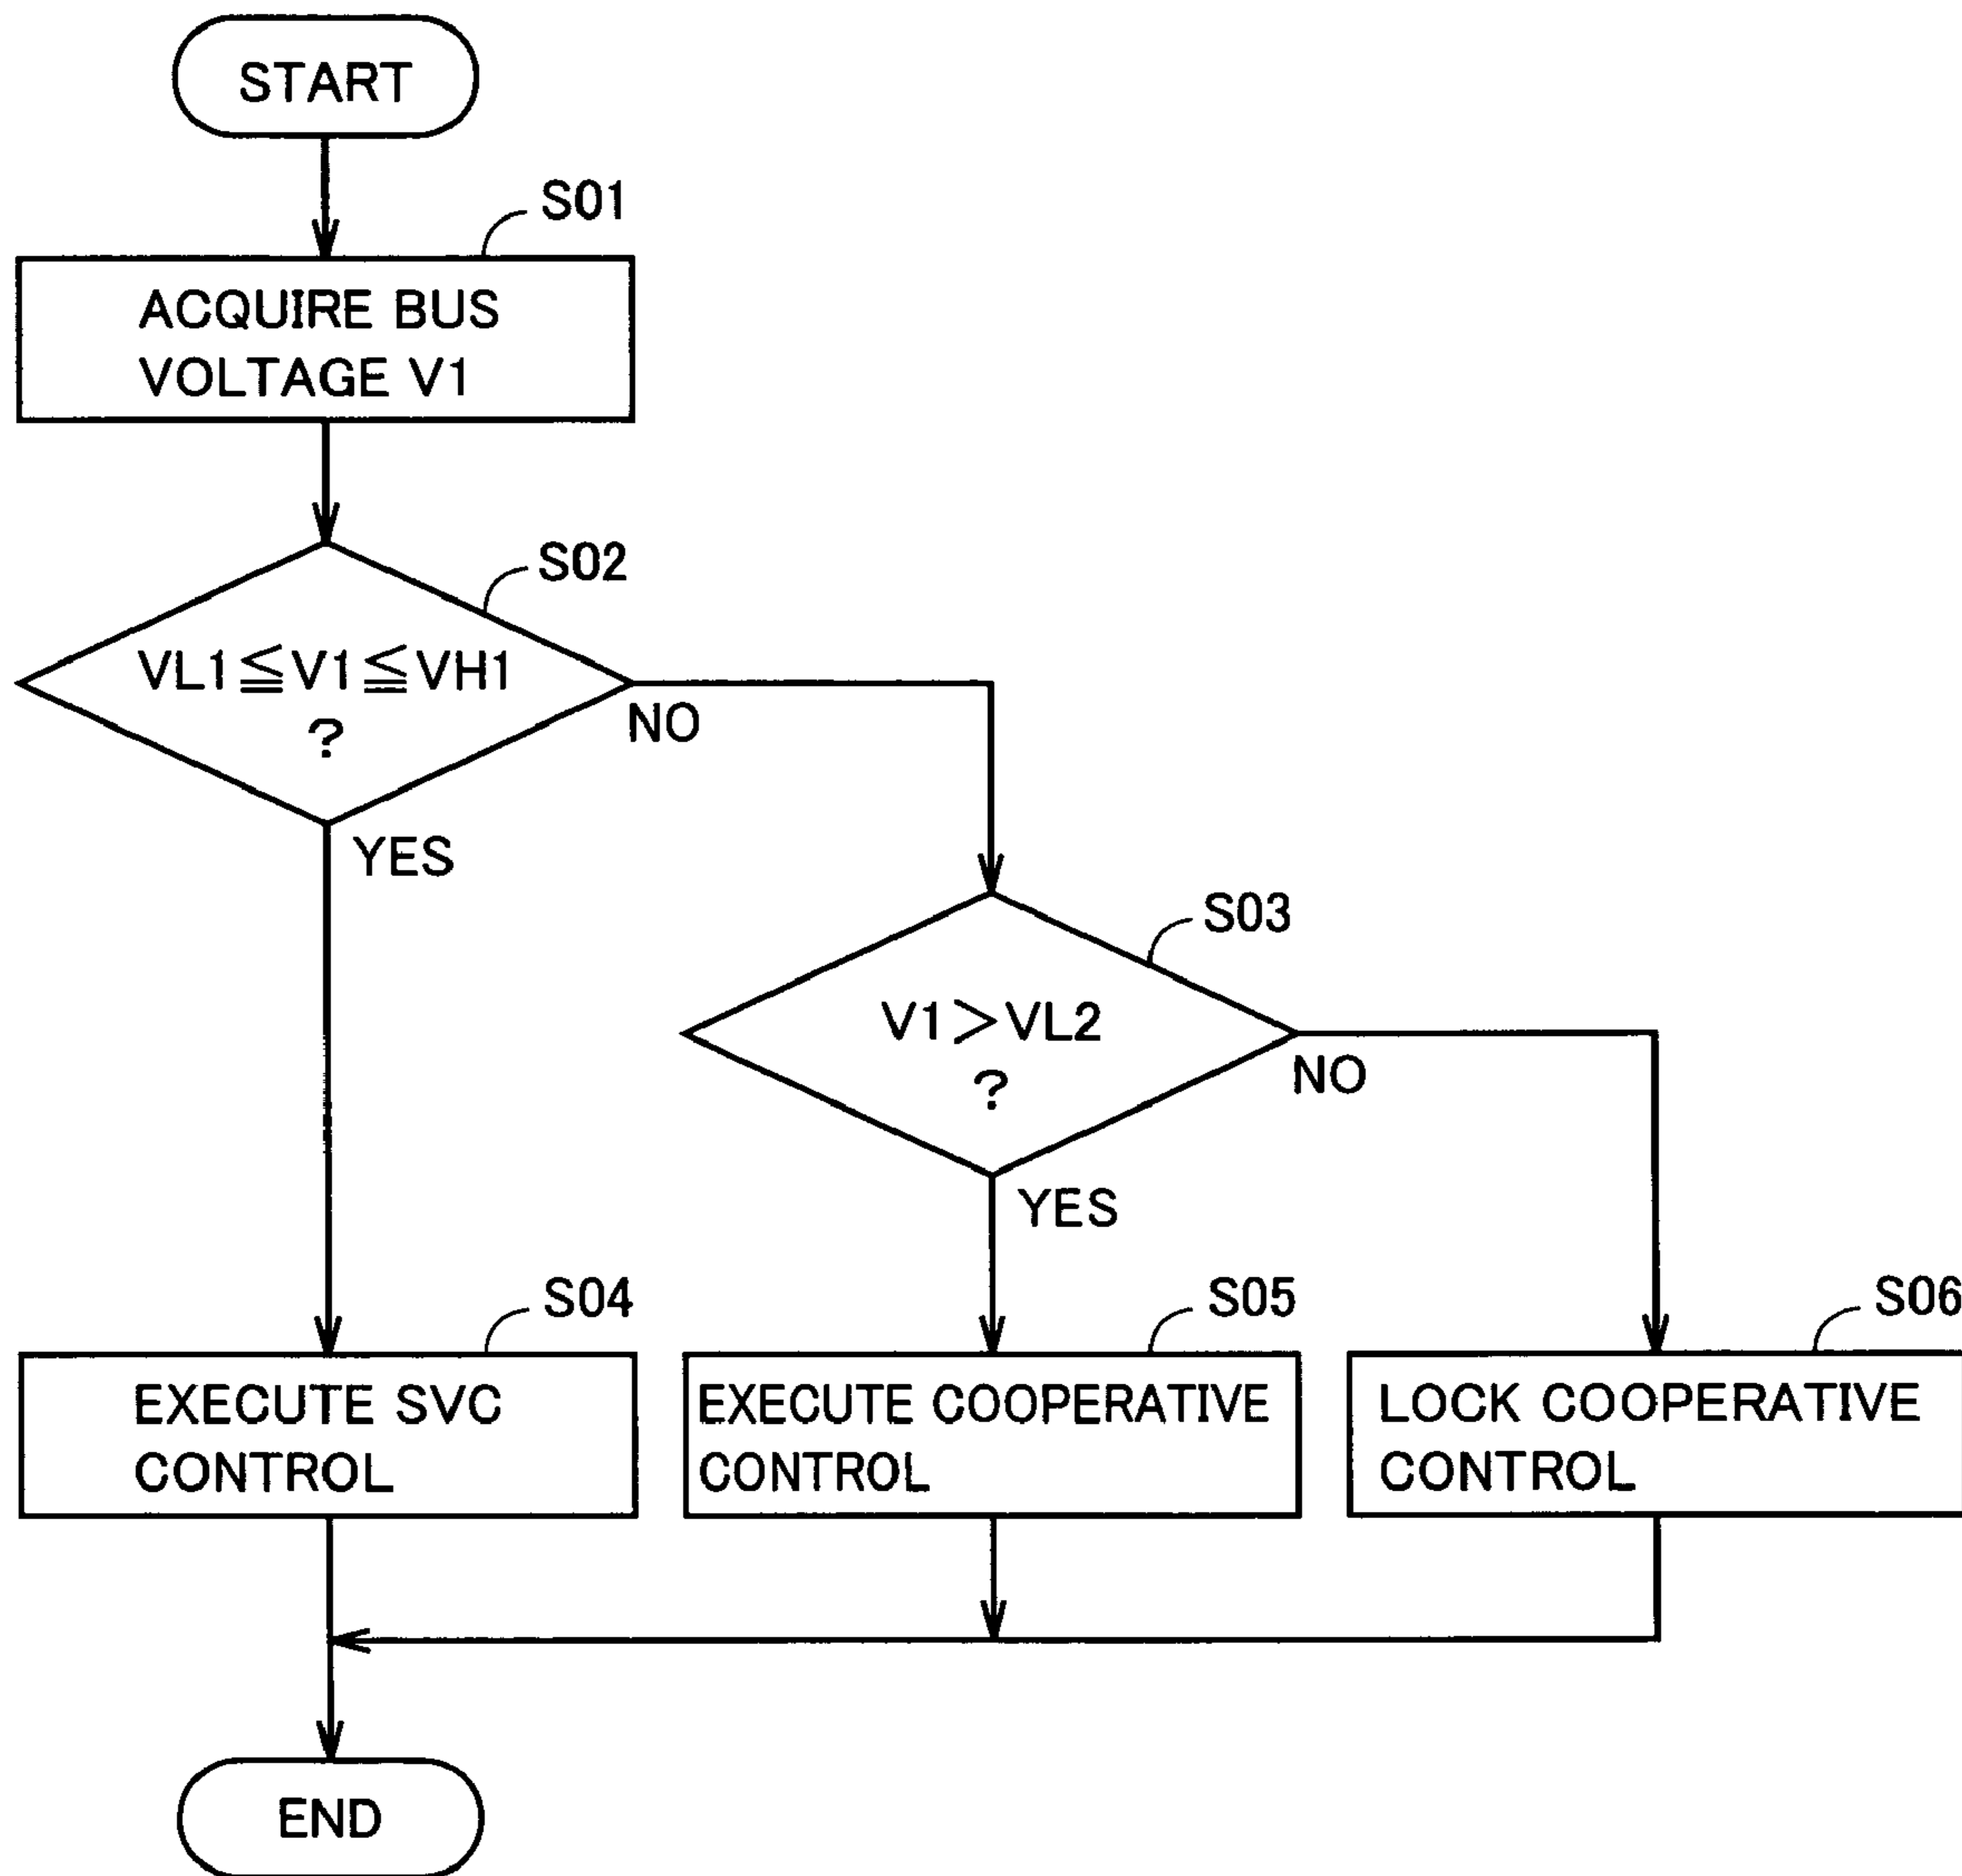 START
S01
ACQUIRE BUS
VOLTAGE V1
S02
VL1≦V1≦VH1
?
NO
YES
S03
V1>VL2
?
NO
YES
S04
S05
S06
EXECUTE SVC
CONTROL
EXECUTE COOPERATIVE
CONTROL
LOCK COOPERATIVE
CONTROL
END